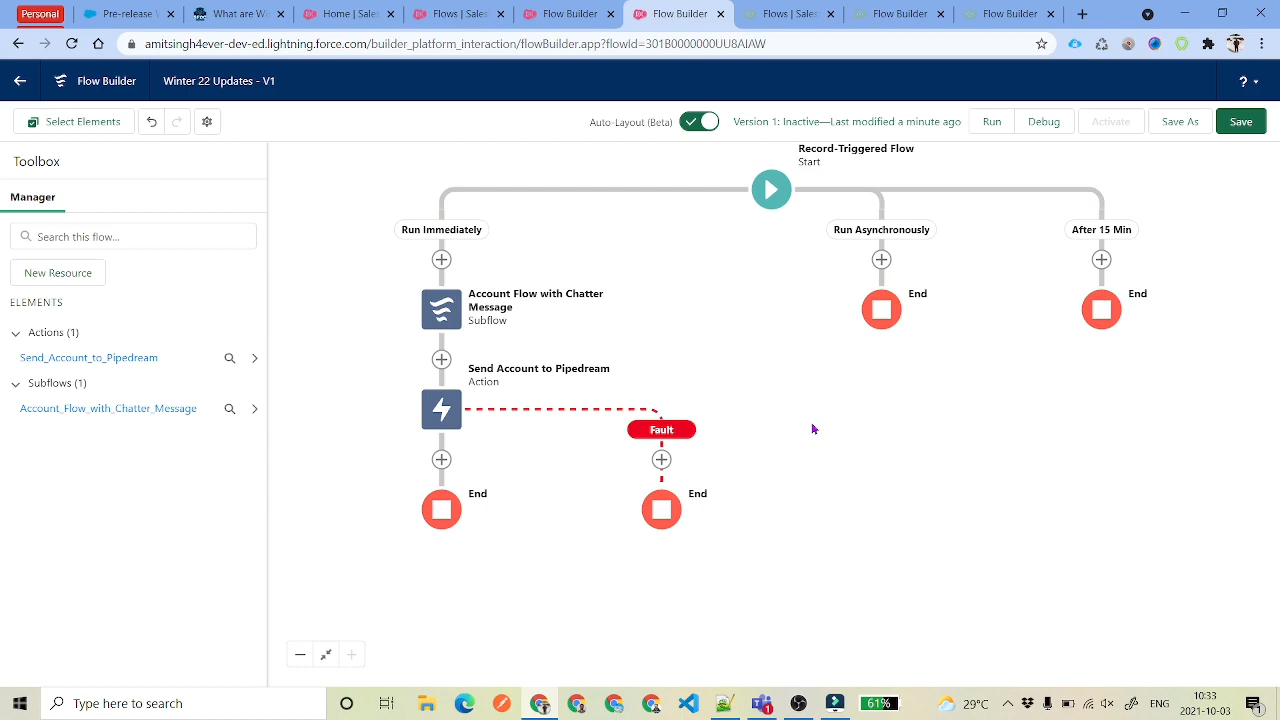 Personal
Pre-release
What are W
Home | Sales
Flows | Sales
Flow Builder
Flow Builder
Flows | Sales
Flow Builder
Flow Builder
amitsingh4ever-dev-ed.lightning.force.com/builder_platform_interaction/flowBuilder.app?flowId=301B0000000UU8AIAW
Flow Builder
Winter 22 Updates - V1
?
Select Elements
Auto-Layout (Beta)
Version 1: Inactive—Last modified a minute ago
Run
Debug
Activate
Save As
Save
Toolbox
Manager
Search this flow...
New Resource
ELEMENTS
Actions (1)
Send_Account_to_Pipedream
Subflows (1)
Account_Flow_with_Chatter_Message
Record-Triggered Flow
Start
Run Immediately
Run Asynchronously
After 15 Min
Account Flow with Chatter
Message
Subflow
End
End
Send Account to Pipedream
Action
Fault
End
End
Type here to search
61%
29°C
ENG
10:33
2021-10-03